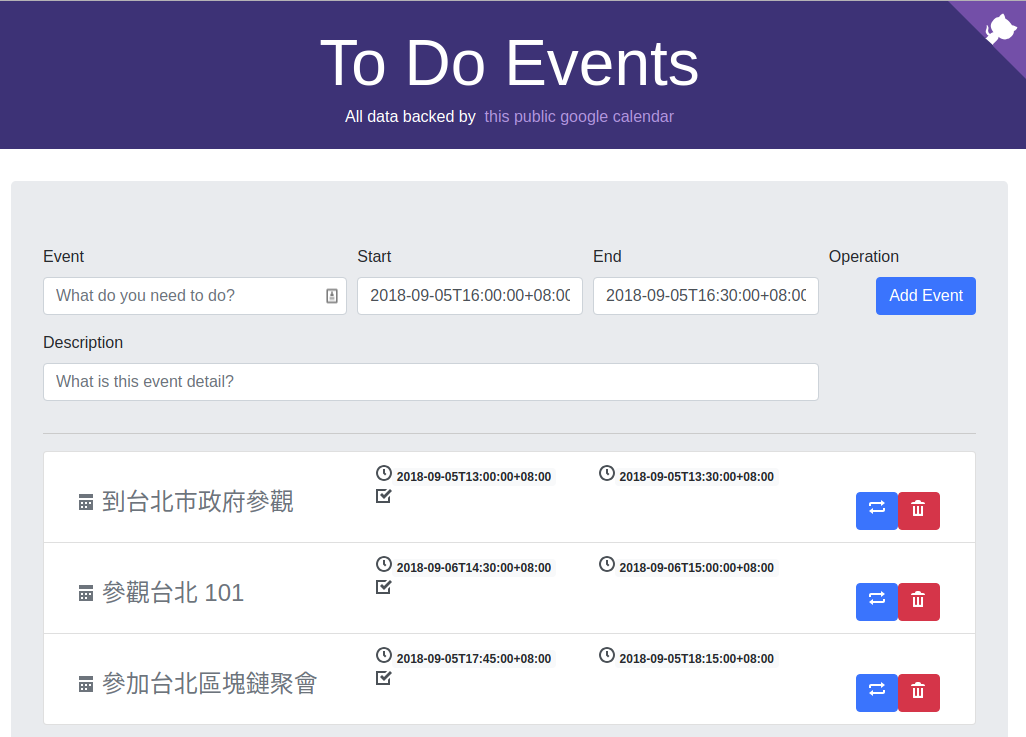 To Do Events
All data backed by this public google calendar
Event Start End Operation
What do you need to do? 2018-09-05T16:00:00+08:00 2018-09-05T16:30:00+08:00 Add Event
Description
What is this event detail?
2018-09-05T13:00:00+08:00 2018-09-05T13:30:00+08:00
到台北市政府參觀
2018-09-06T14:30:00+08:00 2018-09-06T15:00:00+08:00
參觀台北 101
2018-09-05T17:45:00+08:00 2018-09-05T18:15:00+08:00
參加台北區塊鏈聚會